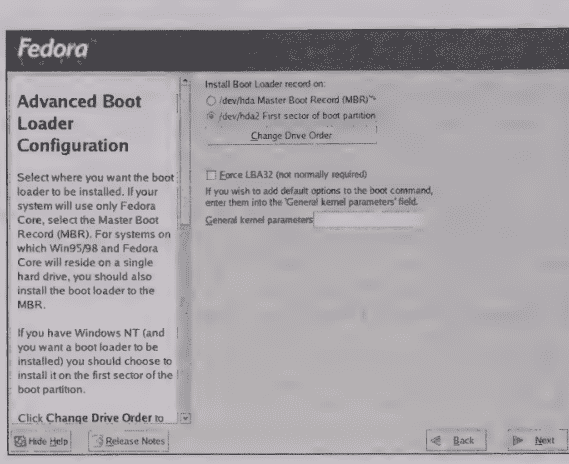 Fedora
Advanced Boot
Loader
Configuration
Select where you want the boot
loader to be installed. If your
system will use only Fedora
Core, select the Master Boot
Record (MBR). For systems on
which Win95/98 and Fedora
Core will reside on a single
hard drive, you should also
install the boot loader to the
MBR.
If you have Windows NT (and
you want a boot loader to be
installed) you should choose to
install it on the first sector of the
boot partition.
Click Change Drive Order to
Install Boot Loader record on:
/dev/hda Master Boot Record (MBR)
/dev/hda2 First sector of boot partition
Change Drive Order
Force LBA32 (not normally required)
If you wish to add default options to the boot command,
enter them into the 'General kernel parameters' field.
General kernel parameters
Hide Help
Release Notes
Back
Next